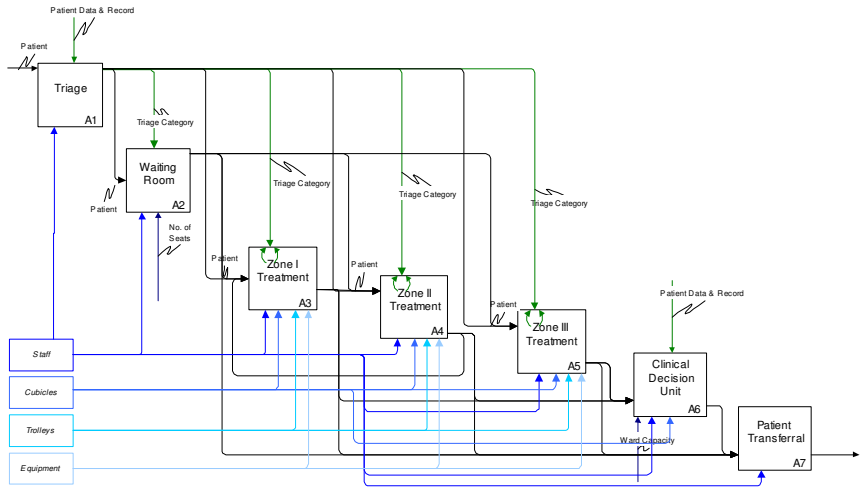 Patient Data & Record
Patient
Triage
A1
Triage Category
Waiting
Room
A2
Patient
No. of
Seats
Triage Category
Triage Category
Triage Category
Patient
Zone I
Treatment
A3
Patient
Zone II
Treatment
A4
Patient
Zone III
Treatment
A5
Patient Data & Record
Clinical
Decision
Unit
A6
Ward Capacity
Patient
Transferral
A7
Staff
Cubicles
Trolleys
Equipment